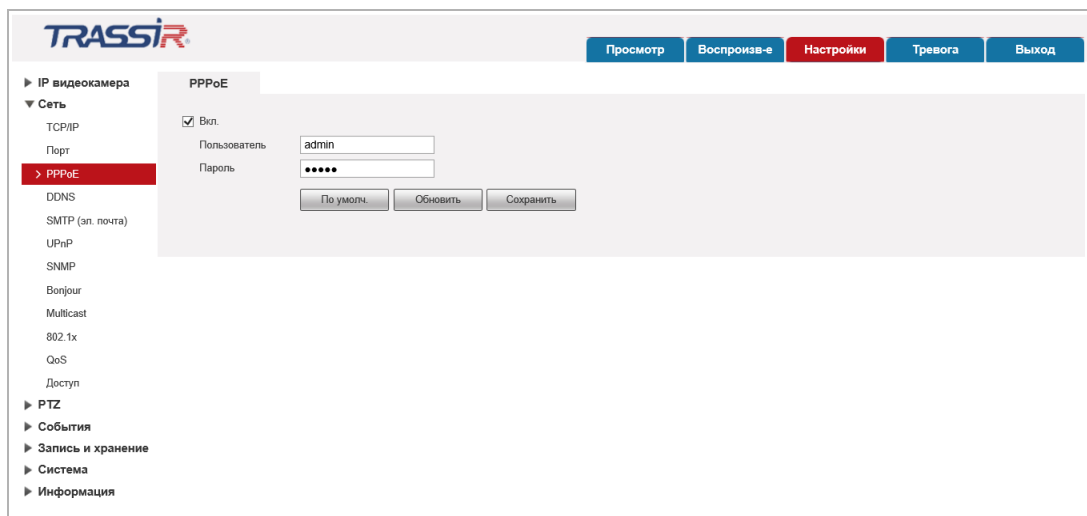 TRASSIR
Просмотр
Воспроизв-е
Настройки
Тревога
Выход
IP видеокамера
Сеть
TCP/IP
Порт
PPPoE
DDNS
SMTP (эл. почта)
UPnP
SNMP
Bonjour
Multicast
802.1x
QoS
Доступ
PTZ
События
Запись и хранение
Система
Информация
PPPoE
Вкл.
Пользователь admin
Пароль •••••
По умолч. Обновить Сохранить